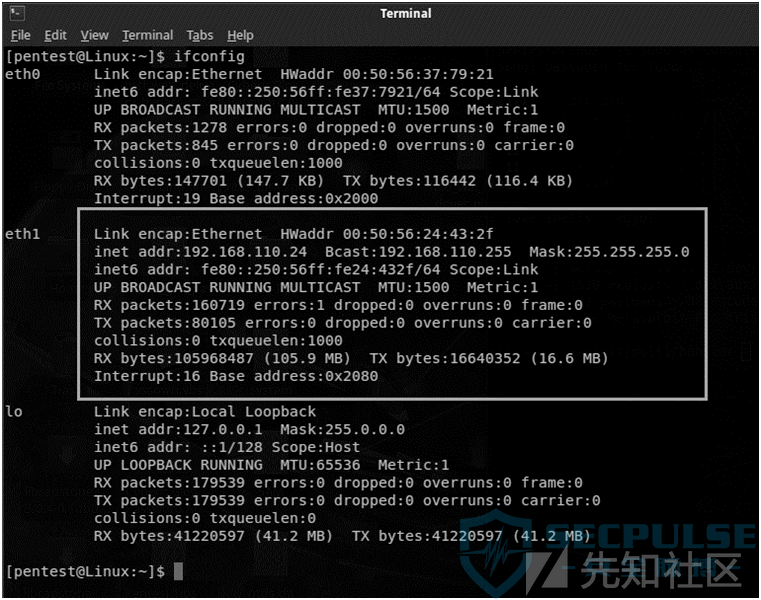 Terminal
File Edit View Terminal Tabs Help
[pentest@Linux:~]$ ifconfig
eth0      Link encap:Ethernet  HWaddr 00:50:56:37:79:21
          inet6 addr: fe80::250:56ff:fe37:7921/64 Scope:Link
          UP BROADCAST RUNNING MULTICAST  MTU:1500  Metric:1
          RX packets:1278 errors:0 dropped:0 overruns:0 frame:0
          TX packets:845 errors:0 dropped:0 overruns:0 carrier:0
          collisions:0 txqueuelen:1000
          RX bytes:147701 (147.7 KB)  TX bytes:116442 (116.4 KB)
          Interrupt:19 Base address:0x2000
eth1      Link encap:Ethernet  HWaddr 00:50:56:24:43:2f
          inet addr:192.168.110.24  Bcast:192.168.110.255  Mask:255.255.255.0
          inet6 addr: fe80::250:56ff:fe24:432f/64 Scope:Link
          UP BROADCAST RUNNING MULTICAST  MTU:1500  Metric:1
          RX packets:160719 errors:1 dropped:0 overruns:0 frame:0
          TX packets:80105 errors:0 dropped:0 overruns:0 carrier:0
          collisions:0 txqueuelen:1000
          RX bytes:105968487 (105.9 MB)  TX bytes:16640352 (16.6 MB)
          Interrupt:16 Base address:0x2080
lo        Link encap:Local Loopback
          inet addr:127.0.0.1  Mask:255.0.0.0
          inet6 addr: ::1/128 Scope:Host
          UP LOOPBACK RUNNING  MTU:65536  Metric:1
          RX packets:179539 errors:0 dropped:0 overruns:0 frame:0
          TX packets:179539 errors:0 dropped:0 overruns:0 carrier:0
          collisions:0 txqueuelen:0
          RX bytes:41220597 (41.2 MB)  TX bytes:41220597 (41.2 MB)
[pentest@Linux:~]$
SECPULSE
先知社区